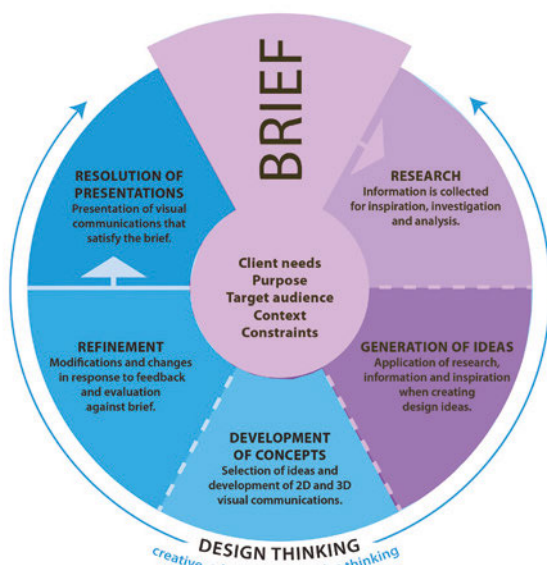 BRIEF
Client needs
Purpose
Target audience
Context
Constraints
RESEARCH
Information is collected
for inspiration, investigation
and analysis.
GENERATION OF IDEAS
Application of research,
information and inspiration
when creating
design ideas.
DEVELOPMENT
OF CONCEPTS
Selection of ideas and
development of 2D and 3D
visual communications.
REFINEMENT
Modifications and changes
in response to feedback
and evaluation
against brief.
RESOLUTION OF
PRESENTATIONS
Presentation of visual
communications that
satisfy the brief.
DESIGN THINKING
thinking